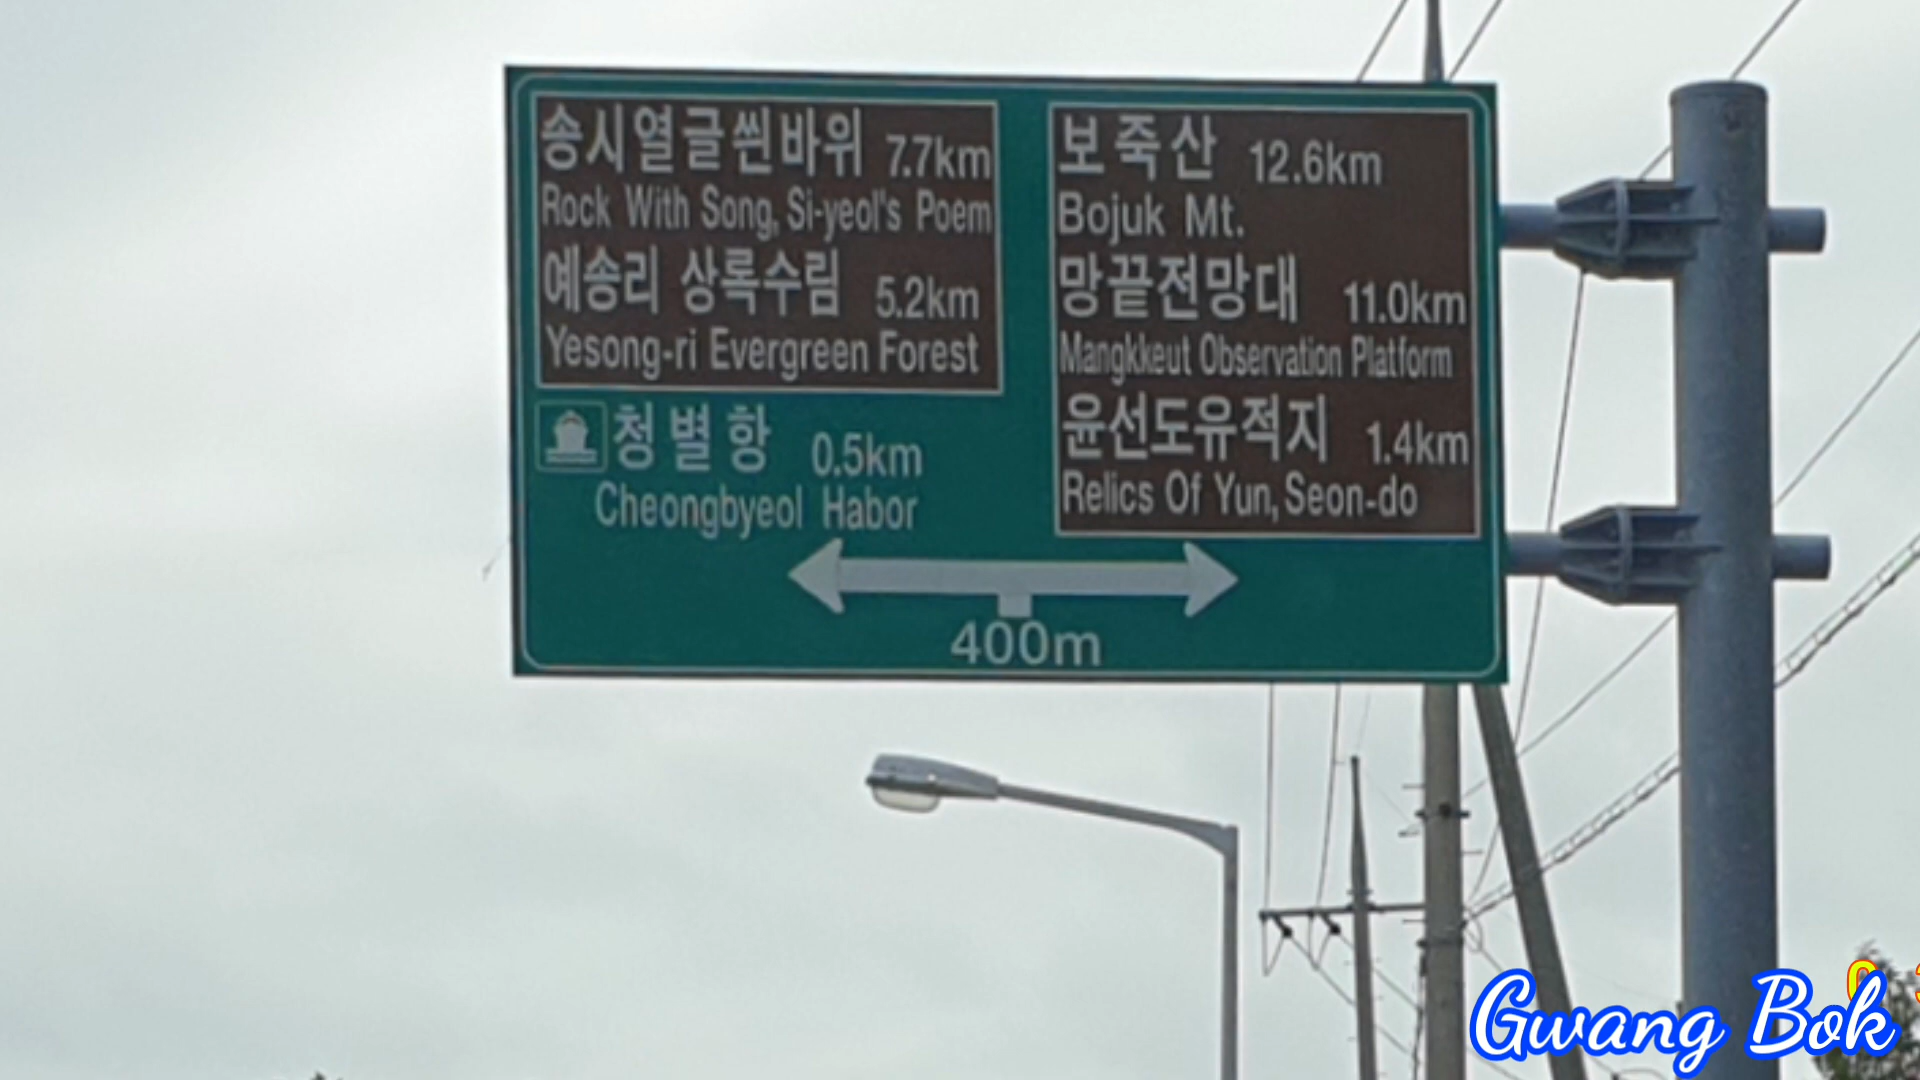 송시열글씐바위 7.7km
Rock With Song, Si-yeol's Poem
예송리 상록수림 5.2km
Yesong-ri Evergreen Forest
청별항 0.5km
Cheongbyeol Habor
보죽산 12.6km
Bojuk Mt.
망끝전망대 11.0km
Mangkkeut Observation Platform
윤선도유적지 1.4km
Relics Of Yun, Seon-do
400m
Gwang Bok